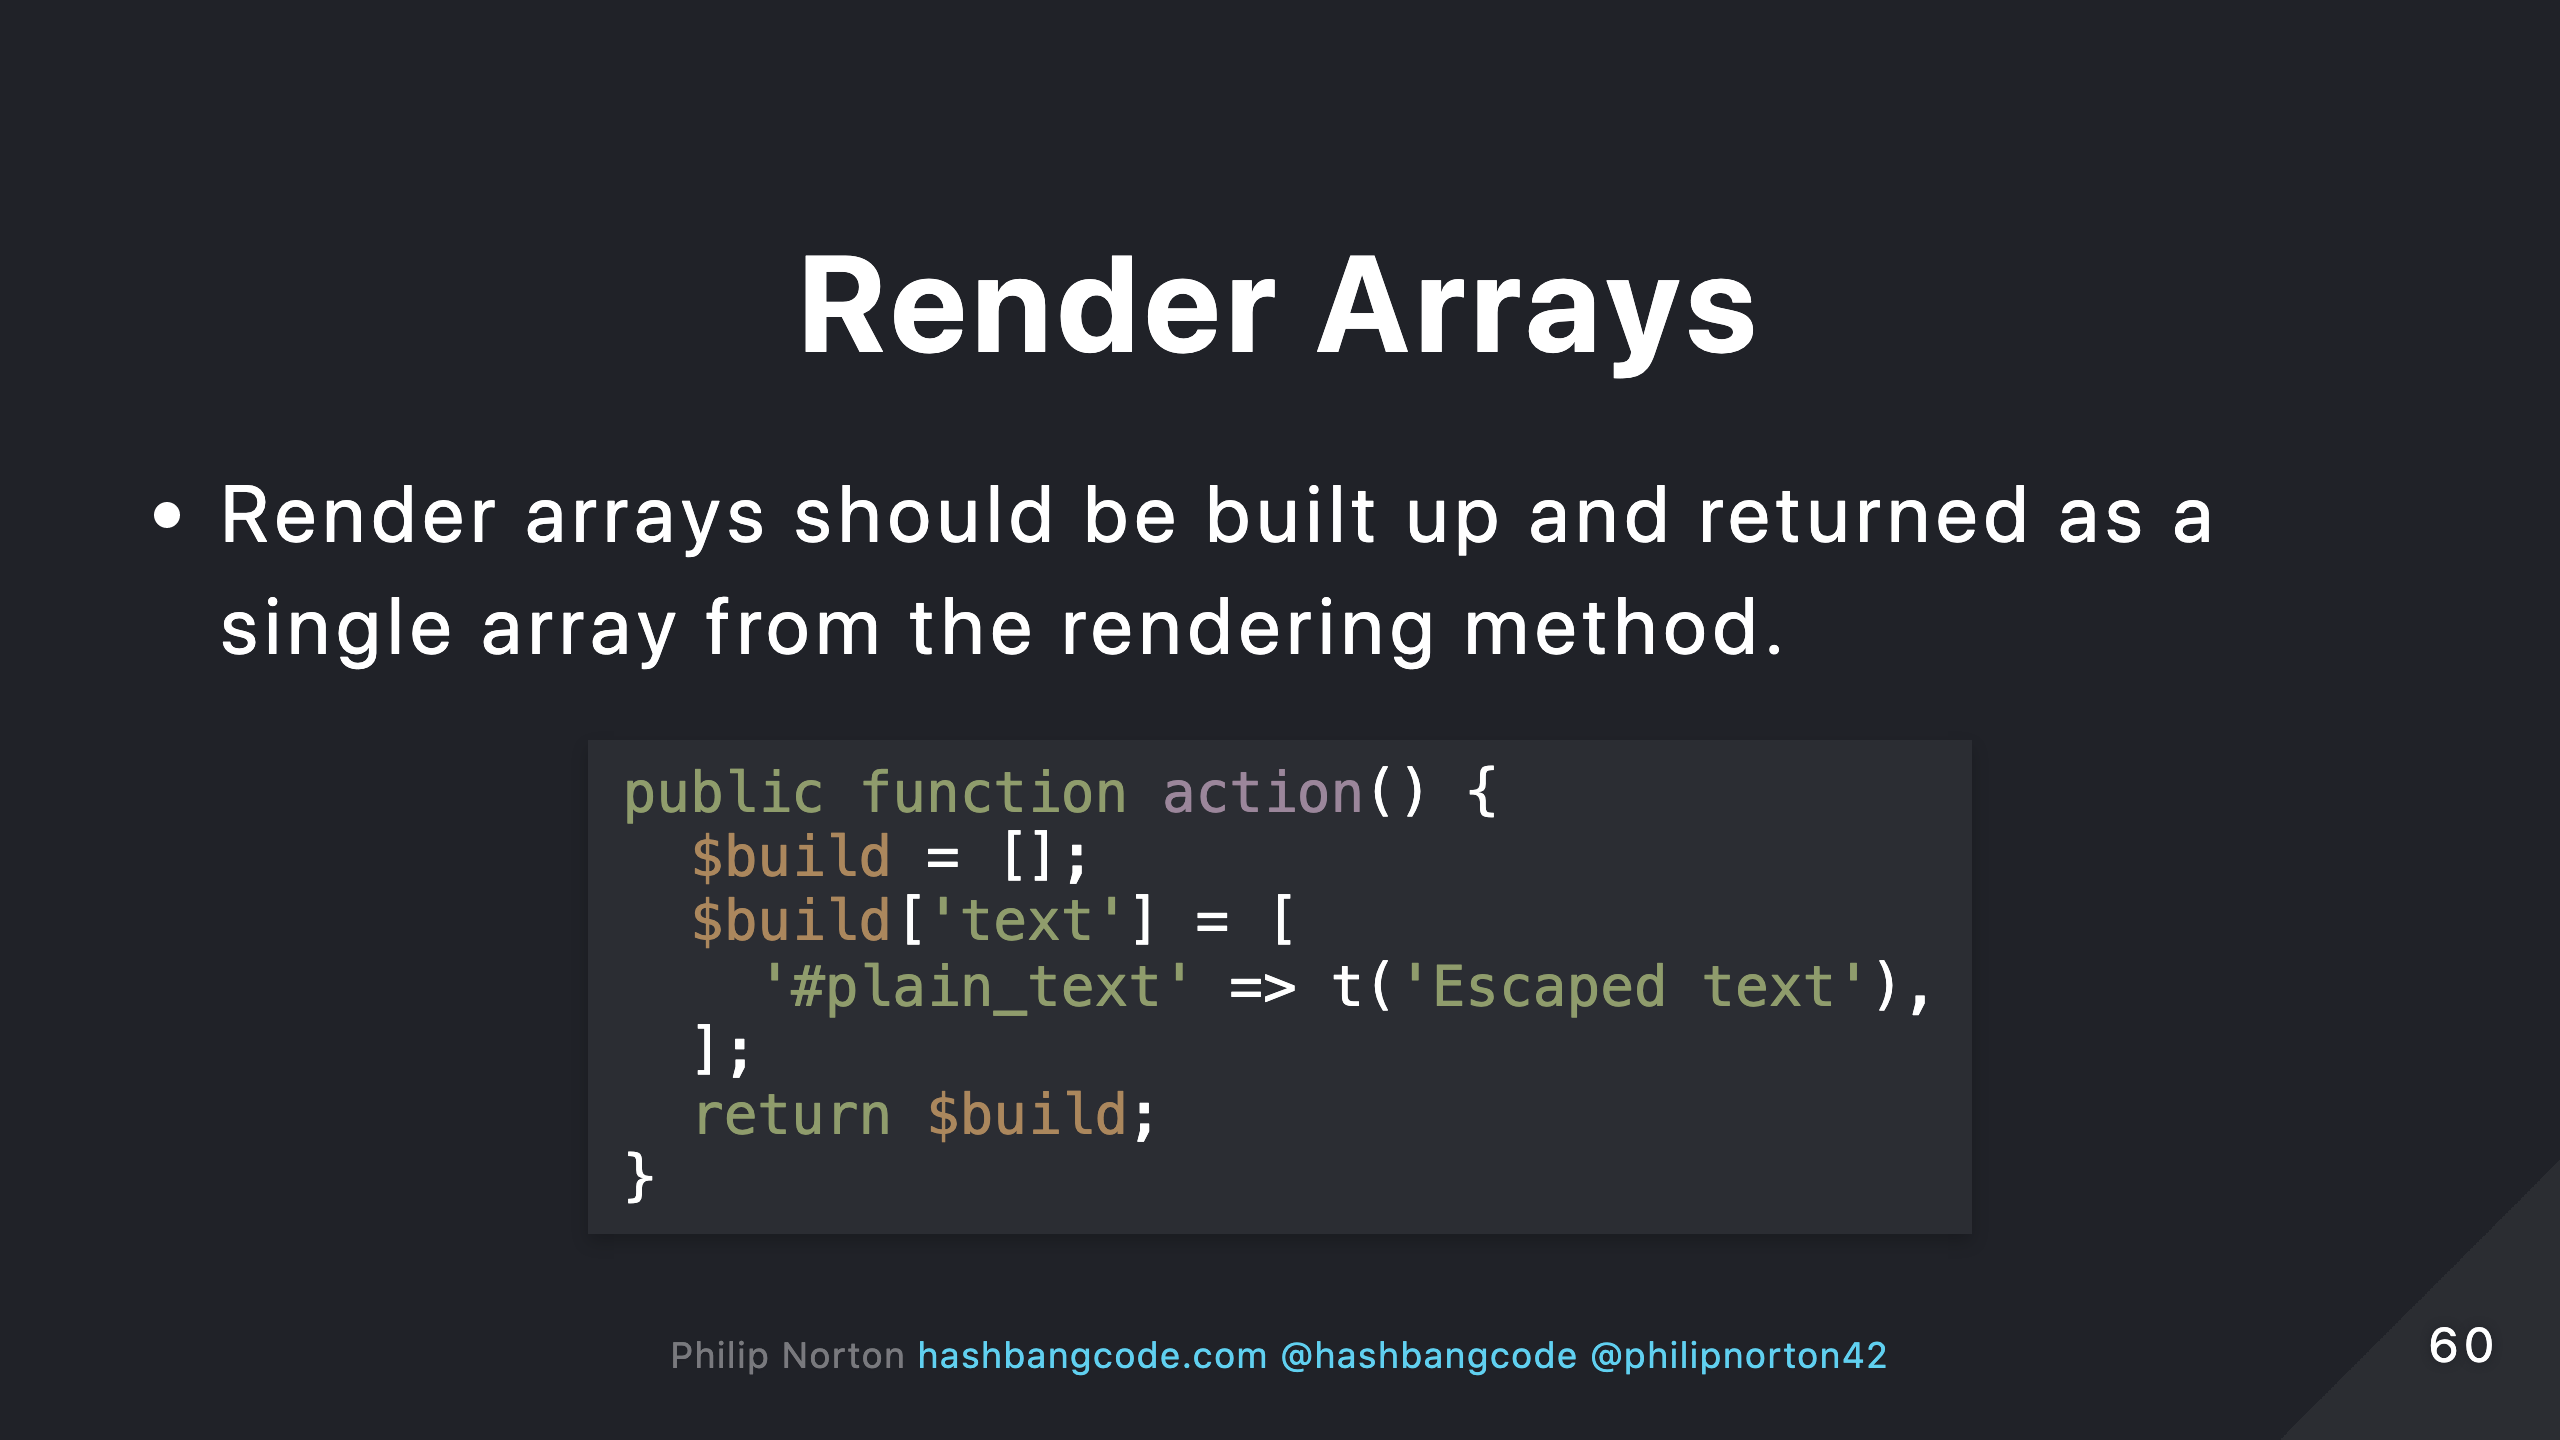 Render Arrays
• Render arrays should be built up and returned as a
single array from the rendering method.
public function action() {
  $build = [];
  $build['text'] = [
    '#plain_text' => t('Escaped text'),
  ];
  return $build;
}
Philip Norton hashbangcode.com @hashbangcode @philipnorton42
60